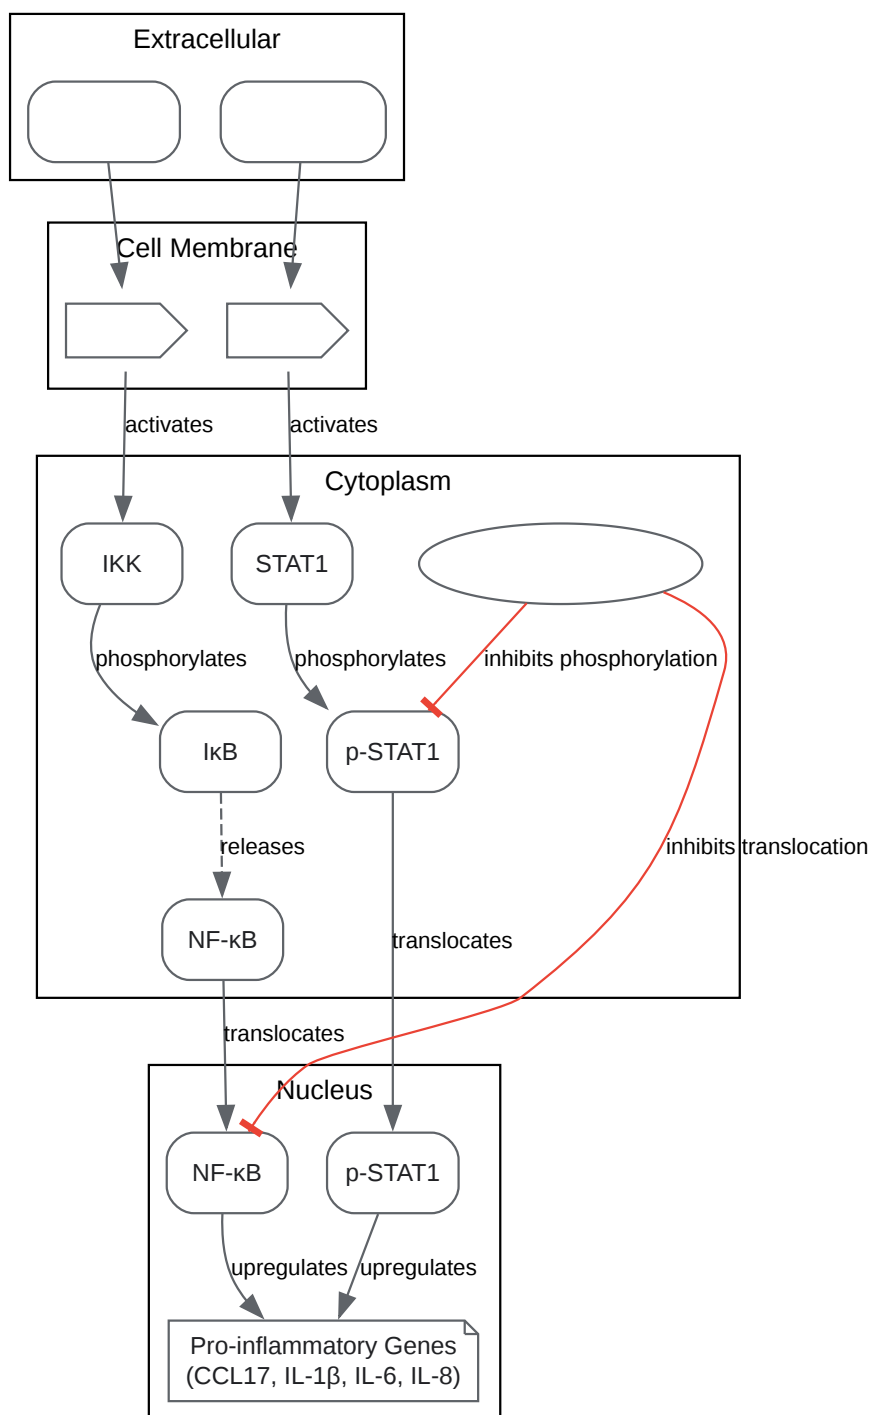 Extracellular
Cell Membrane
activates
activates
Cytoplasm
IKK
STAT1
phosphorylates
phosphorylates
inhibits phosphorylation
IκB
p-STAT1
releases
inhibits translocation
NF-κB
translocates
translocates
Nucleus
NF-κB
p-STAT1
upregulates
upregulates
Pro-inflammatory Genes
(CCL17, IL-1β, IL-6, IL-8)